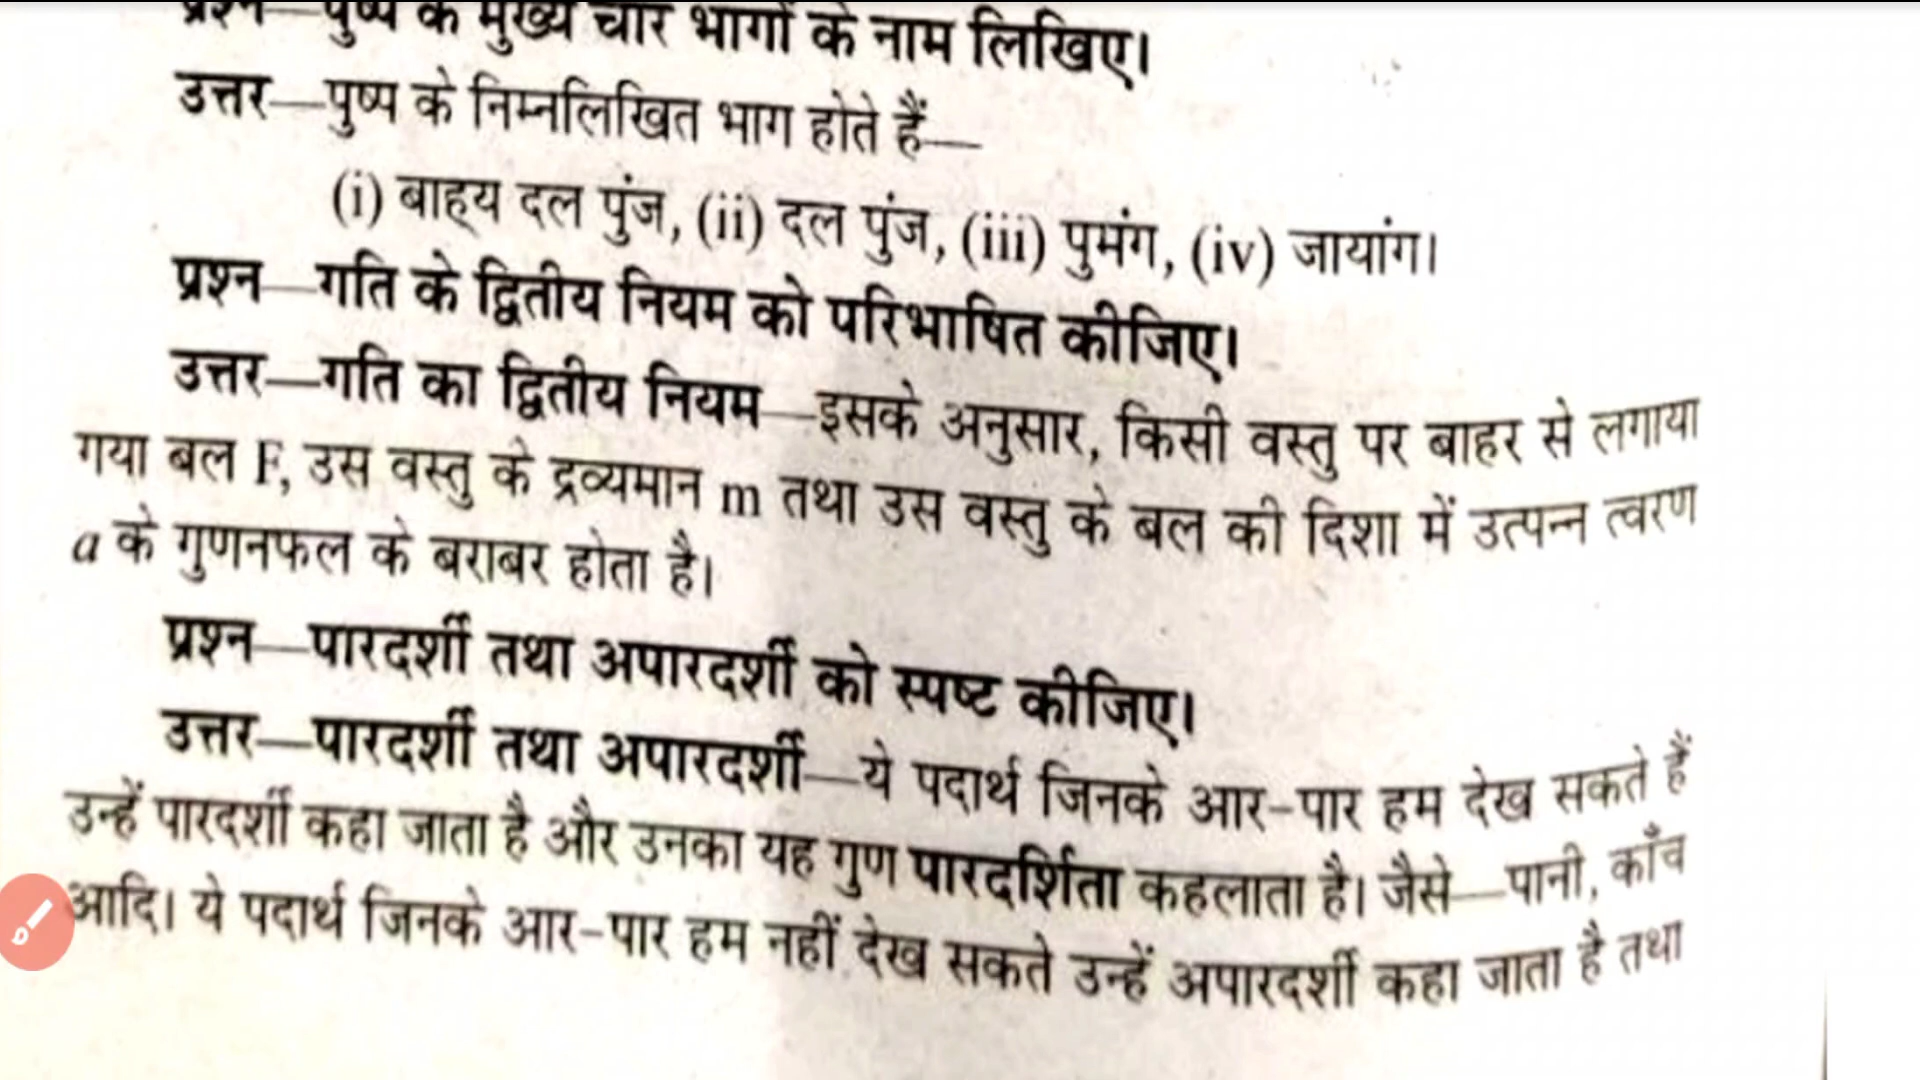 प्रश्न—पुष्प के मुख्य चार भागों के नाम लिखिए।
उत्तर—पुष्प के निम्नलिखित भाग होते हैं—
(i) बाह्य दल पुंज, (ii) दल पुंज, (iii) पुमंग, (iv) जायांग।
प्रश्न—गति के द्वितीय नियम को परिभाषित कीजिए।
उत्तर—गति का द्वितीय नियम—इसके अनुसार, किसी वस्तु पर बाहर से लगाया
गया बल F, उस वस्तु के द्रव्यमान m तथा उस वस्तु के बल की दिशा में उत्पन्न त्वरण
a के गुणनफल के बराबर होता है।
प्रश्न—पारदर्शी तथा अपारदर्शी को स्पष्ट कीजिए।
उत्तर—पारदर्शी तथा अपारदर्शी—ये पदार्थ जिनके आर-पार हम देख सकते हैं
उन्हें पारदर्शी कहा जाता है और उनका यह गुण पारदर्शिता कहलाता है। जैसे—पानी, काँच
आदि। ये पदार्थ जिनके आर-पार हम नहीं देख सकते उन्हें अपारदर्शी कहा जाता है तथा